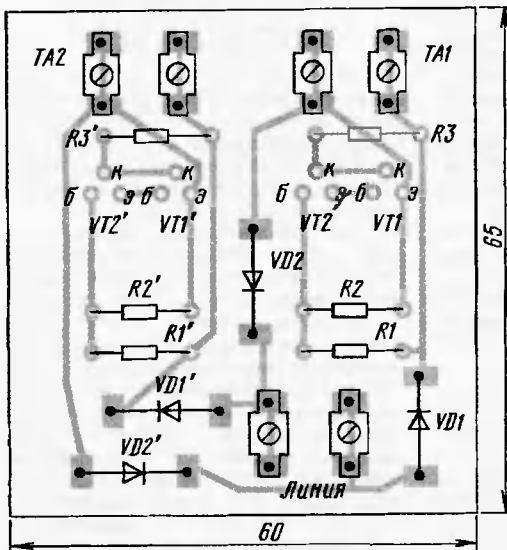 TA2
TA1
R3'
R3
к к
к к
б э б э
б э б э
VT2' VT1'
VT2 VT1
VD2
R2'
R2
R1'
R1
VD1'
VD1
VD2'
Линия
65
60